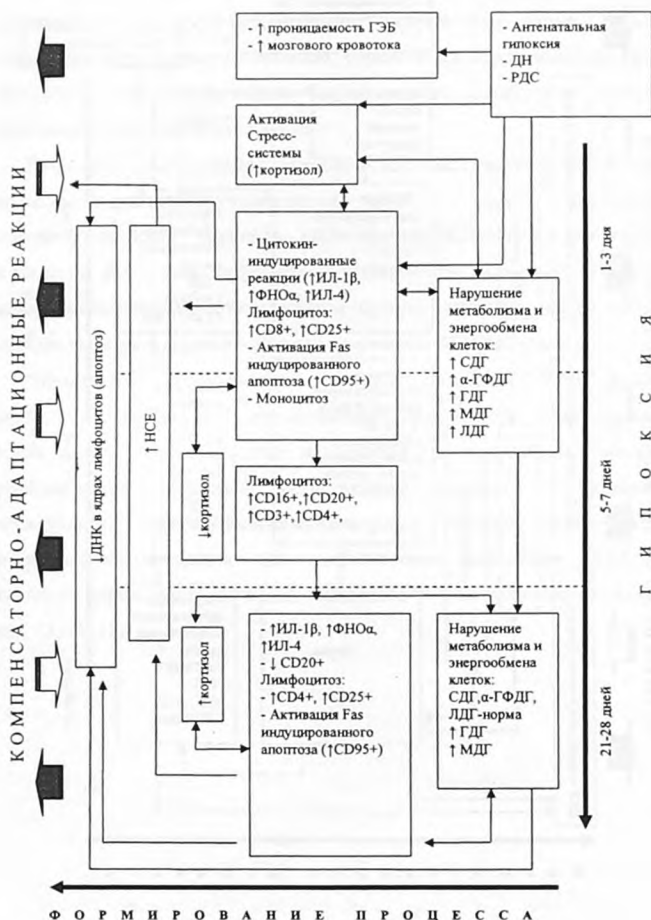 - ↑ проницаемость ГЭБ
- ↑ мозгового кровотока
- Антенатальная
гипоксия
- ДН
- РДС
Активация
Стресс-
системы
(↑кортизол)
- Цитокин-
индуцированные
реакции (↑ИЛ-1β,
↑ФНОα, ↑ИЛ-4)
Лимфоцитоз:
↑CD8+, ↑CD25+
- Активация Fas
индуцированного
апоптоза (↑CD95+)
- Моноцитоз
Нарушение
метаболизма и
энергообмена
клеток:
↑ СДГ
↑ α-ГФДГ
↑ ГДГ
↑ МДГ
↑ ЛДГ
↓кортизол
Лимфоцитоз:
↑CD16+,↑CD20+,
↑CD3+,↑CD4+,
↑кортизол
- ↑ИЛ-1β, ↑ФНОα,
↑ИЛ-4
- ↓ CD20+
Лимфоцитоз:
- ↑CD4+, ↑CD25+
- Активация Fas
индуцированного
апоптоза (↑CD95+)
Нарушение
метаболизма и
энергообмена
клеток:
СДГ,α-ГФДГ,
ЛДГ-норма
↑ ГДГ
↑ МДГ
↓ДНК в ядрах лимфоцитов (апоптоз)
↑ НСЕ
КОМПЕНСАТОРНО-АДАПТАЦИОННЫЕ РЕАКЦИИ
1-3 дня
5-7 дней
21-28 дней
ГИПОКСИЯ
ФОРМИРОВАНИЕ ПРОЦЕССА